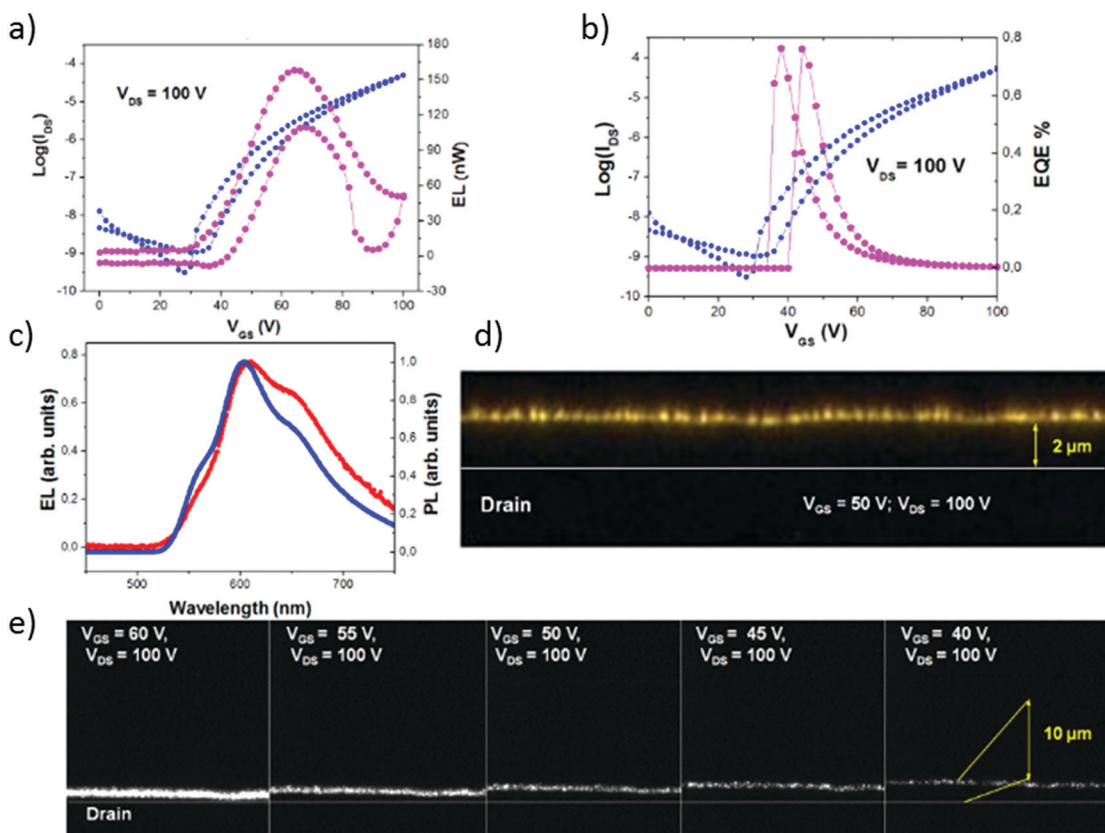 a)
180
150
120
90
60
30
0
-30
-4
-5
-6
-7
-8
-9
-10
0
20
40
60
80
100
V_DS = 100 V
Log(I_DS)
EL (nW)
V_GS (V)
b)
0,8
0,6
0,4
0,2
0,0
-4
-5
-6
-7
-8
-9
-10
0
20
40
60
80
100
V_DS = 100 V
Log(I_DS)
EQE %
V_GS (V)
c)
0,8
0,6
0,4
0,2
0,0
1,0
0,8
0,6
0,4
0,2
0,0
500
600
700
EL (arb. units)
PL (arb. units)
Wavelength (nm)
d)
2 µm
Drain
V_GS = 50 V; V_DS = 100 V
e)
V_GS = 60 V,
V_DS = 100 V
V_GS = 55 V,
V_DS = 100 V
V_GS = 50 V,
V_DS = 100 V
V_GS = 45 V,
V_DS = 100 V
V_GS = 40 V,
V_DS = 100 V
10 µm
Drain